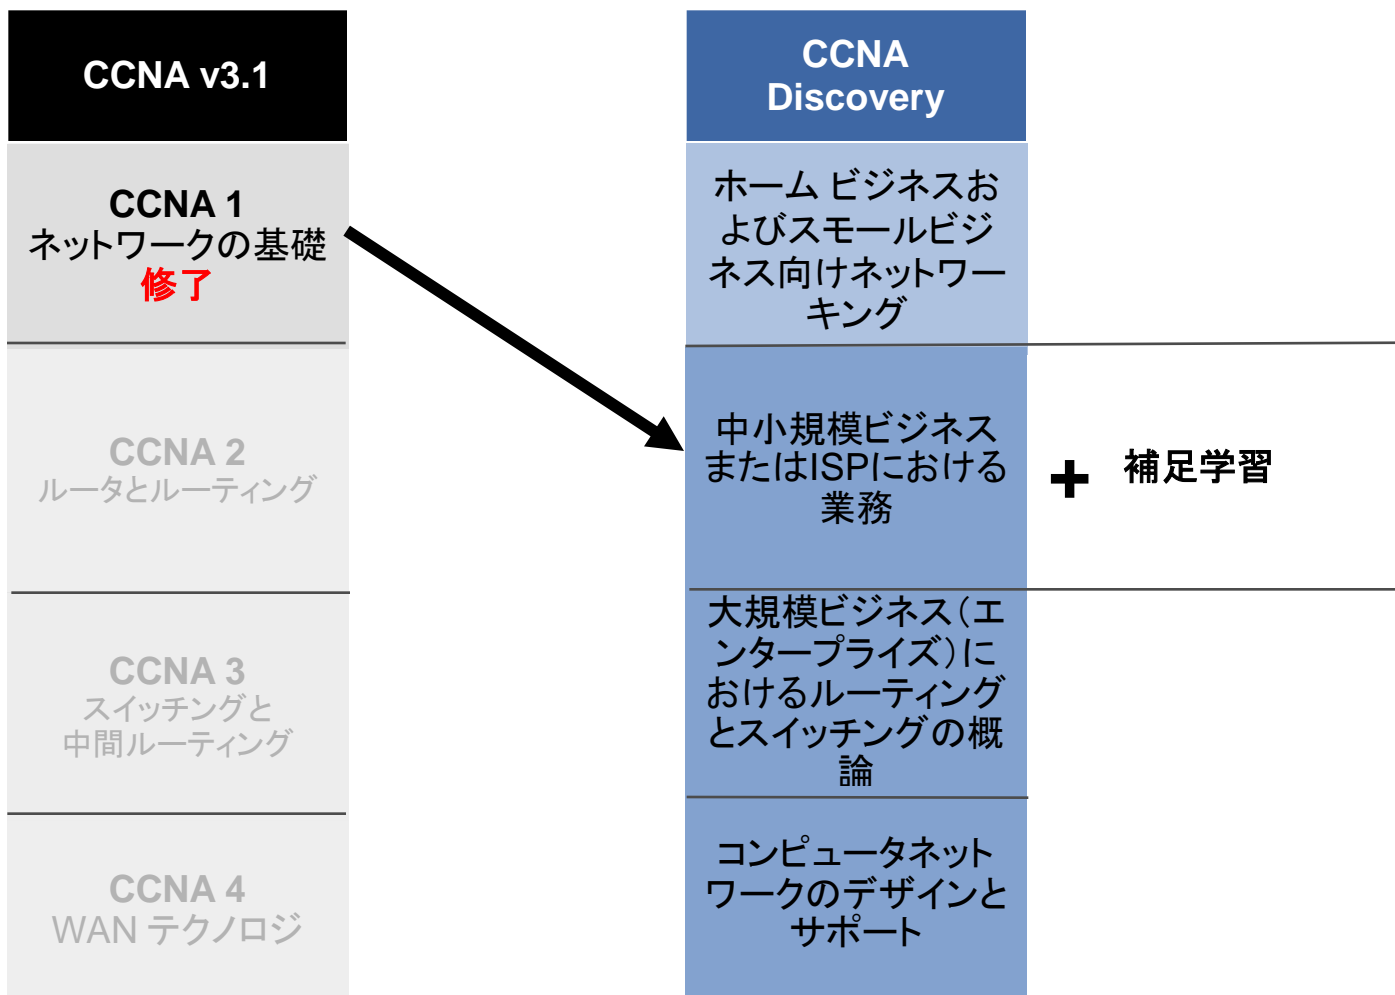 CCNA v3.1
CCNA 1
ネットワークの基礎
修了
CCNA 2
ルータとルーティング
CCNA 3
スイッチングと
中間ルーティング
CCNA 4
WAN テクノロジ
CCNA
Discovery
ホーム ビジネスお
よびスモールビジ
ネス向けネットワー
キング
中小規模ビジネス
またはISPにおける
業務
+ 補足学習
大規模ビジネス(エ
ンタープライズ)に
おけるルーティング
とスイッチングの概
論
コンピュータネット
ワークのデザインと
サポート